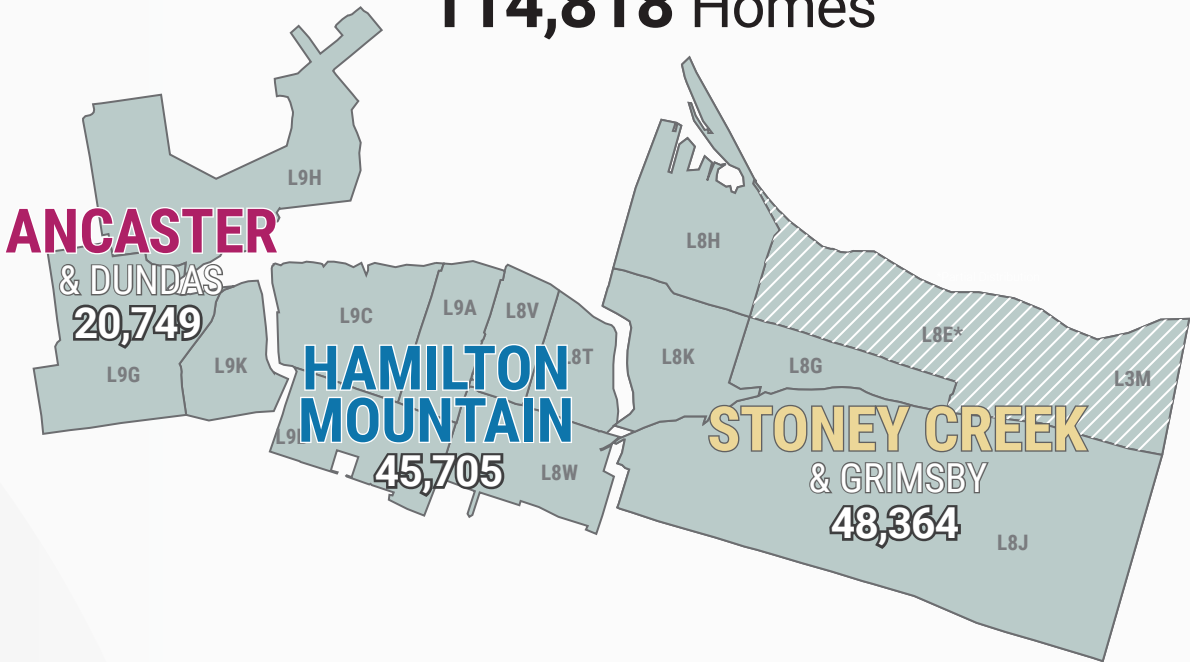 114,818 Homes
L9H
ANCASTER
& DUNDAS
20,749
L9G
L9K
L9C
L9A
L8V
L8T
HAMILTON
MOUNTAIN
45,705
L8W
L8H
L8K
L8G
L8E*
L3M
STONEY CREEK
& GRIMSBY
48,364
L8J